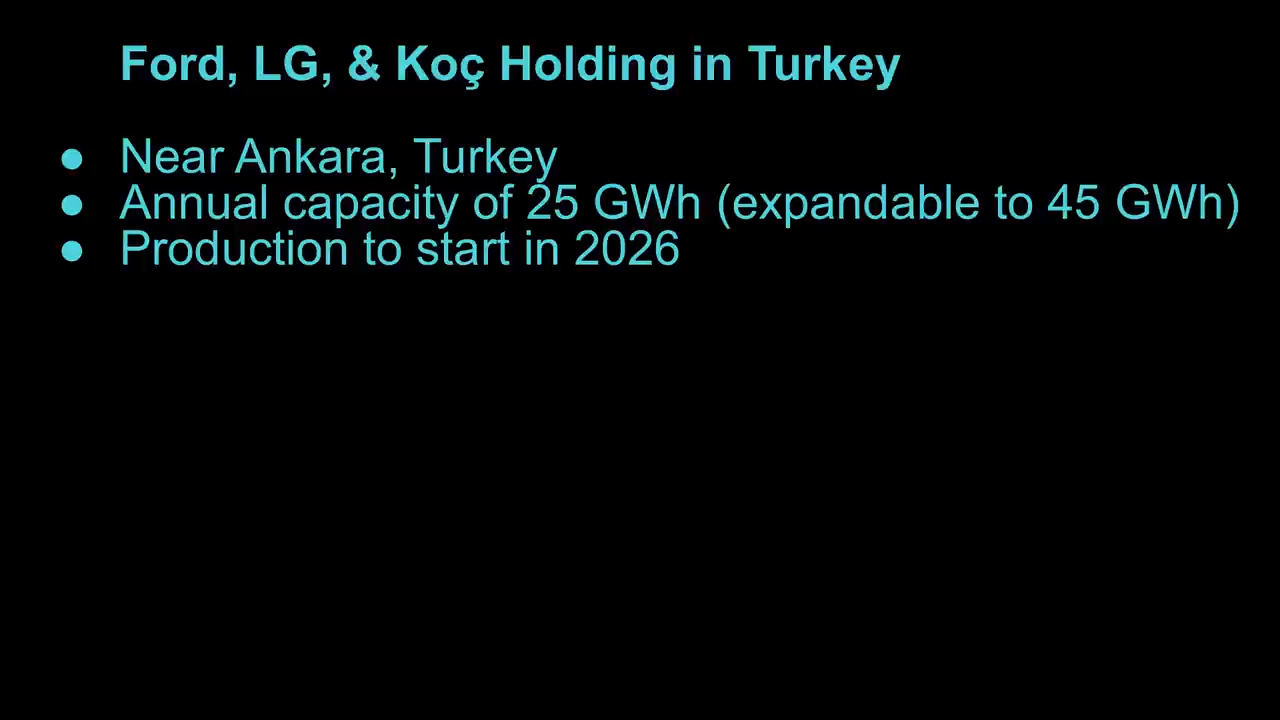 Ford, LG, & Koç Holding in Turkey
● Near Ankara, Turkey
● Annual capacity of 25 GWh (expandable to 45 GWh)
● Production to start in 2026